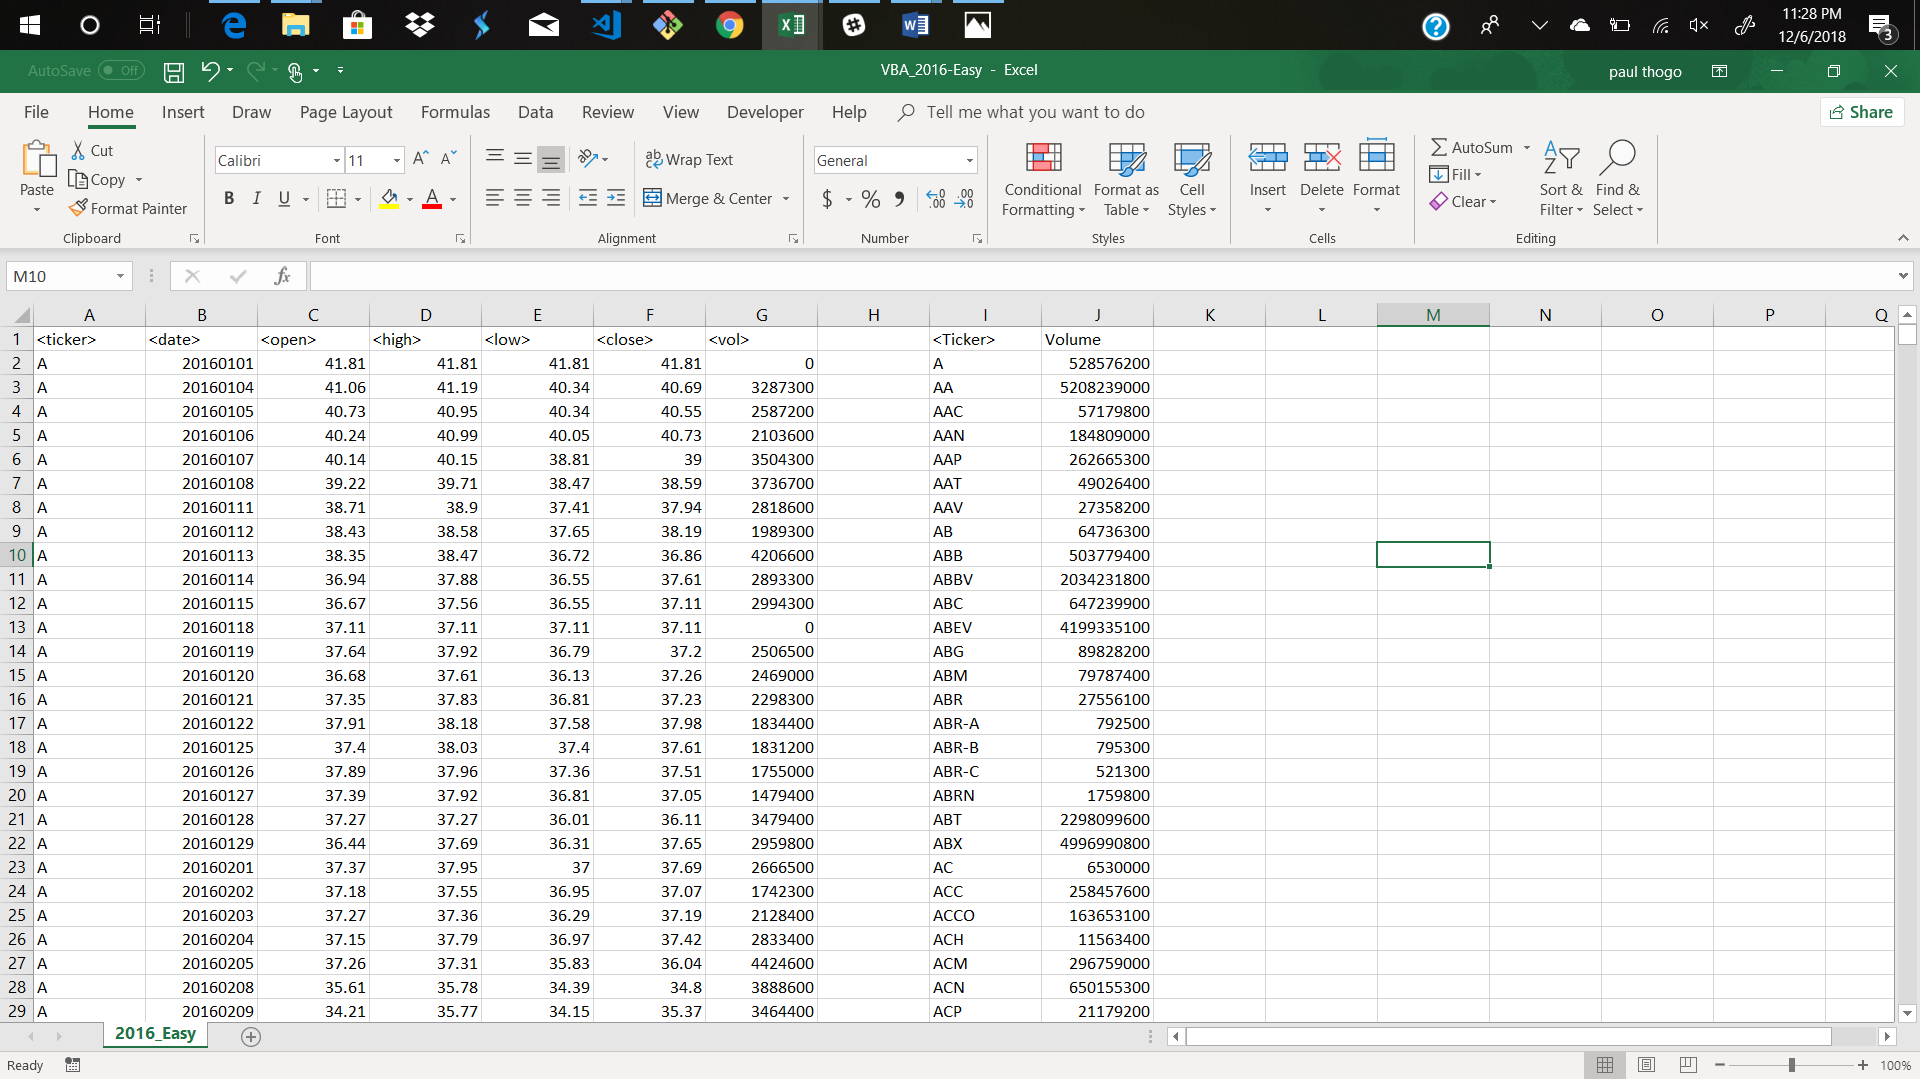 11:28 PM
12/6/2018
3
AutoSave Off
VBA_2016-Easy - Excel
paul thogo
File Home Insert Draw Page Layout Formulas Data Review View Developer Help Tell me what you want to do Share
Paste
Cut
Copy
Format Painter
Clipboard
Calibri 11
B I U
Font
Wrap Text
Merge & Center
Alignment
General
$ % ,
Number
Conditional Formatting
Format as Table
Cell Styles
Styles
Insert
Delete
Format
Cells
AutoSum
Fill
Clear
Sort & Filter
Find & Select
Editing
M10
fx
A B C D E F G H I J K L M N O P Q
1 <ticker> <date> <open> <high> <low> <close> <vol> <Ticker> Volume
2 A 20160101 41.81 41.81 41.81 41.81 0 A 528576200
3 A 20160104 41.06 41.19 40.34 40.69 3287300 AA 5208239000
4 A 20160105 40.73 40.95 40.34 40.55 2587200 AAC 57179800
5 A 20160106 40.24 40.99 40.05 40.73 2103600 AAN 184809000
6 A 20160107 40.14 40.15 38.81 39 3504300 AAP 262665300
7 A 20160108 39.22 39.71 38.47 38.59 3736700 AAT 49026400
8 A 20160111 38.71 38.9 37.41 37.94 2818600 AAV 27358200
9 A 20160112 38.43 38.58 37.65 38.19 1989300 AB 64736300
10 A 20160113 38.35 38.47 36.72 36.86 4206600 ABB 503779400
11 A 20160114 36.94 37.88 36.55 37.61 2893300 ABBV 2034231800
12 A 20160115 36.67 37.56 36.55 37.11 2994300 ABC 647239900
13 A 20160118 37.11 37.11 37.11 37.11 0 ABEV 4199335100
14 A 20160119 37.64 37.92 36.79 37.2 2506500 ABG 89828200
15 A 20160120 36.68 37.61 36.13 37.26 2469000 ABM 79787400
16 A 20160121 37.35 37.83 36.81 37.23 2298300 ABR 27556100
17 A 20160122 37.91 38.18 37.58 37.98 1834400 ABR-A 792500
18 A 20160125 37.4 38.03 37.4 37.61 1831200 ABR-B 795300
19 A 20160126 37.89 37.96 37.36 37.51 1755000 ABR-C 521300
20 A 20160127 37.39 37.92 36.81 37.05 1479400 ABRN 1759800
21 A 20160128 37.27 37.27 36.01 36.11 3479400 ABT 2298099600
22 A 20160129 36.44 37.69 36.31 37.65 2959800 ABX 4996990800
23 A 20160201 37.37 37.95 37 37.69 2666500 AC 6530000
24 A 20160202 37.18 37.55 36.95 37.07 1742300 ACC 258457600
25 A 20160203 37.27 37.36 36.29 37.19 2128400 ACCO 163653100
26 A 20160204 37.15 37.79 36.97 37.42 2833400 ACH 11563400
27 A 20160205 37.26 37.31 35.83 36.04 4424600 ACM 296759000
28 A 20160208 35.61 35.78 34.39 34.8 3888600 ACN 650155300
29 A 20160209 34.21 35.77 34.15 35.37 3464400 ACP 21179200
2016_Easy
Ready
100%